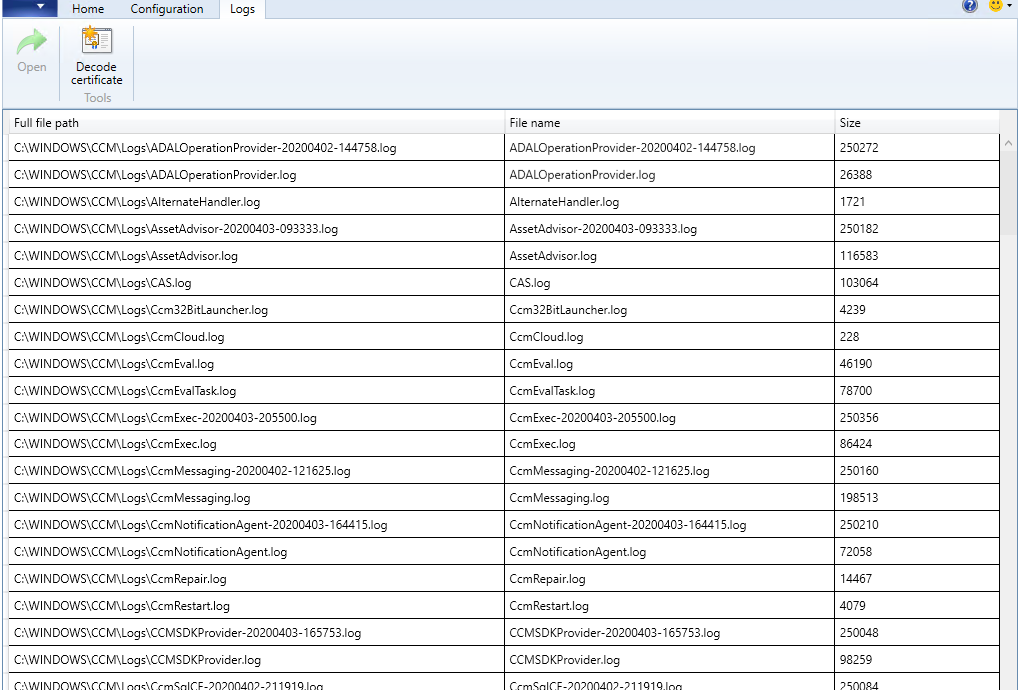 Home Configuration Logs
Open
Decode
certificate
Tools
Full file path File name Size
C:\WINDOWS\CCM\Logs\ADALOperationProvider-20200402-144758.log ADALOperationProvider-20200402-144758.log 250272
C:\WINDOWS\CCM\Logs\ADALOperationProvider.log ADALOperationProvider.log 26388
C:\WINDOWS\CCM\Logs\AlternateHandler.log AlternateHandler.log 1721
C:\WINDOWS\CCM\Logs\AssetAdvisor-20200403-093333.log AssetAdvisor-20200403-093333.log 250182
C:\WINDOWS\CCM\Logs\AssetAdvisor.log AssetAdvisor.log 116583
C:\WINDOWS\CCM\Logs\CAS.log CAS.log 103064
C:\WINDOWS\CCM\Logs\Ccm32BitLauncher.log Ccm32BitLauncher.log 4239
C:\WINDOWS\CCM\Logs\CcmCloud.log CcmCloud.log 228
C:\WINDOWS\CCM\Logs\CcmEval.log CcmEval.log 46190
C:\WINDOWS\CCM\Logs\CcmEvalTask.log CcmEvalTask.log 78700
C:\WINDOWS\CCM\Logs\CcmExec-20200403-205500.log CcmExec-20200403-205500.log 250356
C:\WINDOWS\CCM\Logs\CcmExec.log CcmExec.log 86424
C:\WINDOWS\CCM\Logs\CcmMessaging-20200402-121625.log CcmMessaging-20200402-121625.log 250160
C:\WINDOWS\CCM\Logs\CcmMessaging.log CcmMessaging.log 198513
C:\WINDOWS\CCM\Logs\CcmNotificationAgent-20200403-164415.log CcmNotificationAgent-20200403-164415.log 250210
C:\WINDOWS\CCM\Logs\CcmNotificationAgent.log CcmNotificationAgent.log 72058
C:\WINDOWS\CCM\Logs\CcmRepair.log CcmRepair.log 14467
C:\WINDOWS\CCM\Logs\CcmRestart.log CcmRestart.log 4079
C:\WINDOWS\CCM\Logs\CCMSDKProvider-20200403-165753.log CCMSDKProvider-20200403-165753.log 250048
C:\WINDOWS\CCM\Logs\CCMSDKProvider.log CCMSDKProvider.log 98259
C:\WINDOWS\CCM\Logs\CcmSqlCE-20200402-211919.log CcmSqlCE-20200402-211919.log 250084